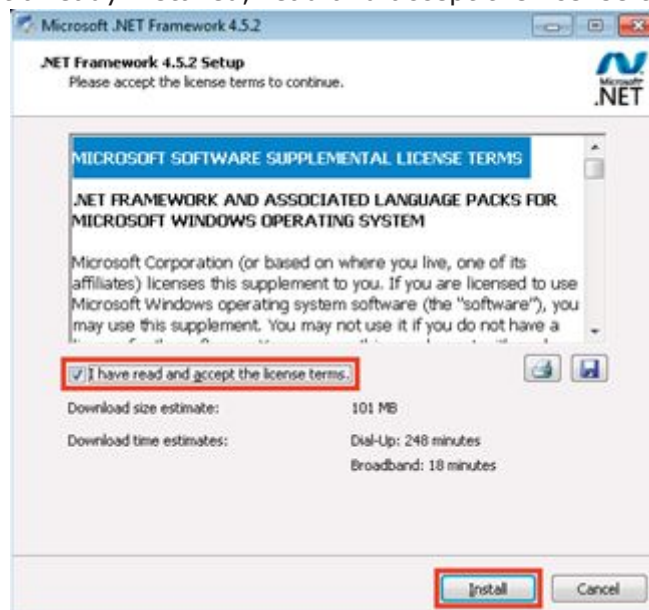 Microsoft .NET Framework 4.5.2
.NET Framework 4.5.2 Setup
Please accept the license terms to continue.
Microsoft
.NET
MICROSOFT SOFTWARE SUPPLEMENTAL LICENSE TERMS
.NET FRAMEWORK AND ASSOCIATED LANGUAGE PACKS FOR
MICROSOFT WINDOWS OPERATING SYSTEM
Microsoft Corporation (or based on where you live, one of its
affiliates) licenses this supplement to you. If you are licensed to use
Microsoft Windows operating system software (the "software"), you
may use this supplement. You may not use it if you do not have a
I have read and accept the license terms.
Download size estimate: 101 MB
Download time estimates: Dial-Up: 248 minutes
Broadband: 18 minutes
Install Cancel